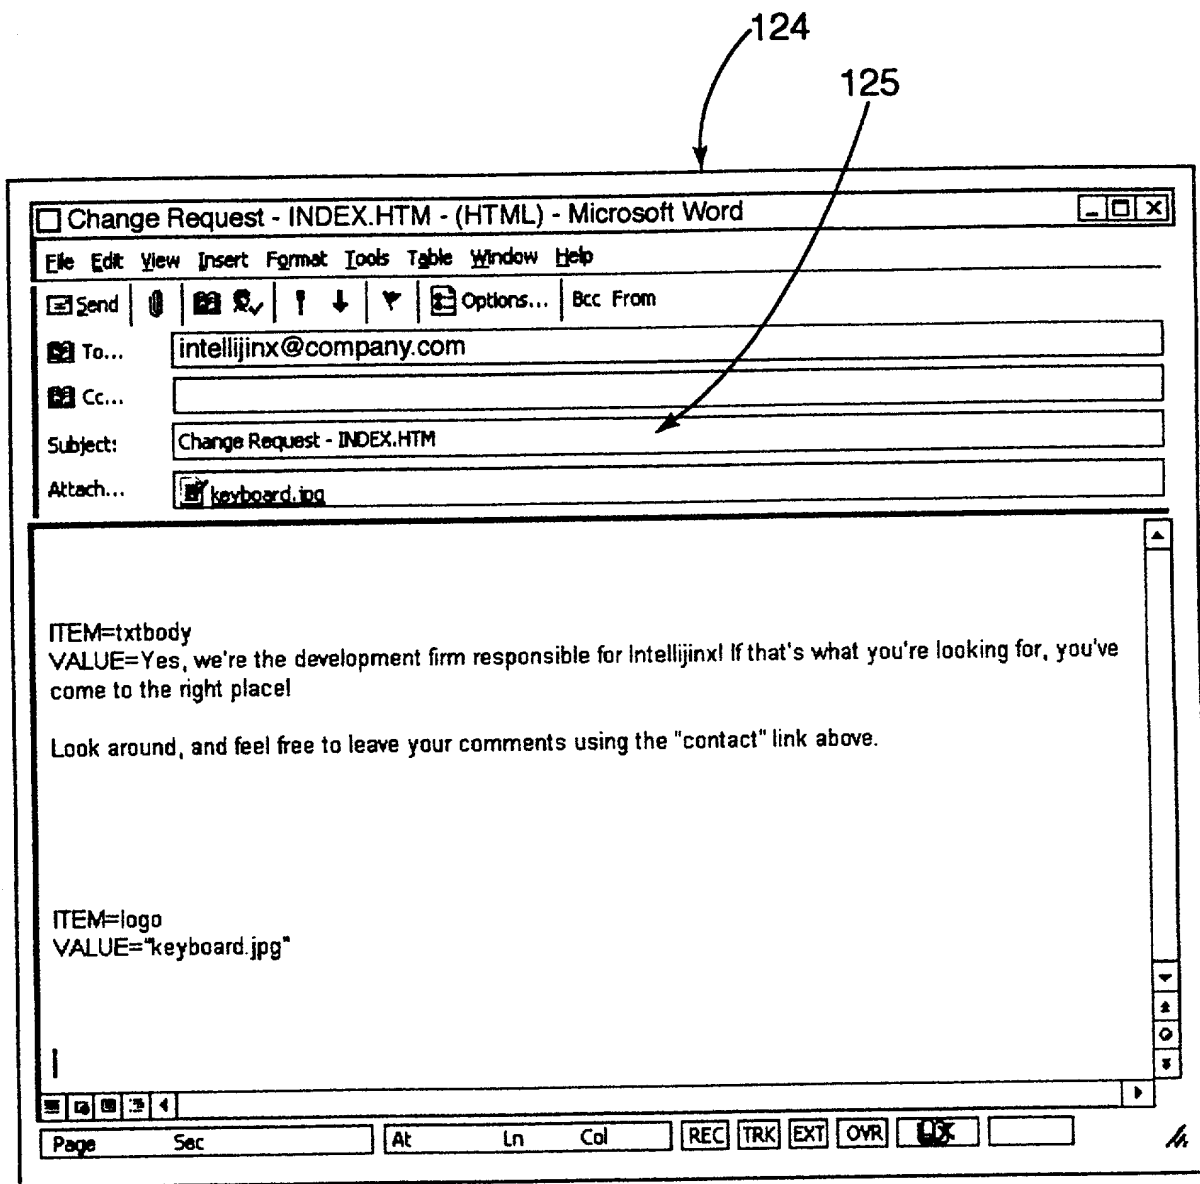 124
125
Change Request - INDEX.HTM - (HTML) - Microsoft Word
File Edit View Insert Format Tools Table Window Help
Send Options... Bcc From
To... intellijinx@company.com
Cc...
Subject: Change Request - INDEX.HTM
Attach... keyboard.jpg
ITEM=txtbody
VALUE=Yes, we're the development firm responsible for Intellijinx! If that's what you're looking for, you've
come to the right place!
Look around, and feel free to leave your comments using the "contact" link above.
ITEM=logo
VALUE="keyboard.jpg"
Page Sec At Ln Col REC TRK EXT OVR